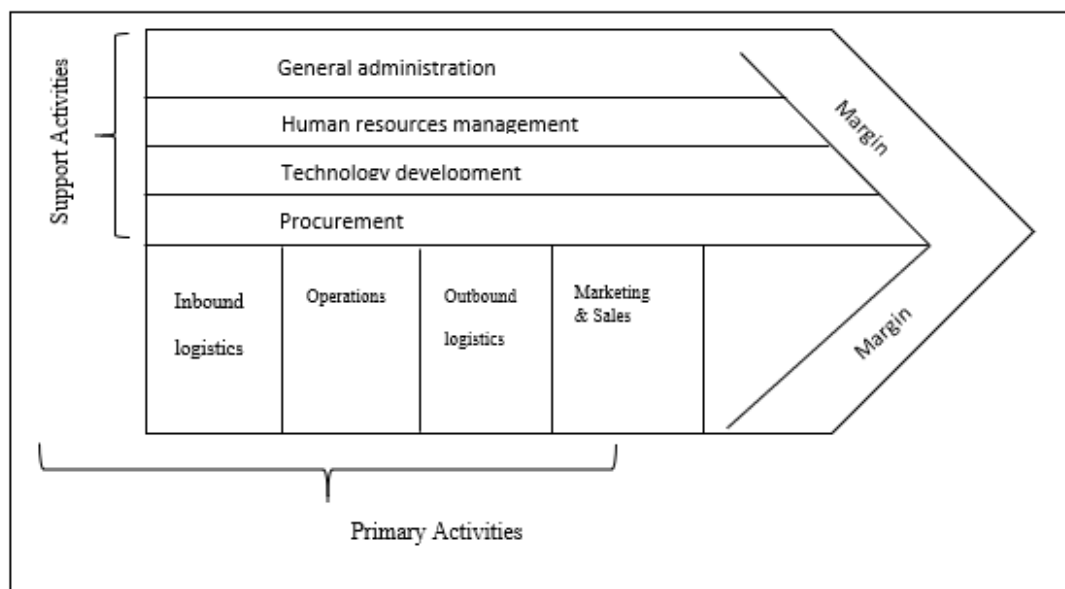 Support Activities
General administration
Human resources management
Technology development
Procurement
Margin
Inbound
logistics
Operations
Outbound
logistics
Marketing
& Sales
Margin
Primary Activities